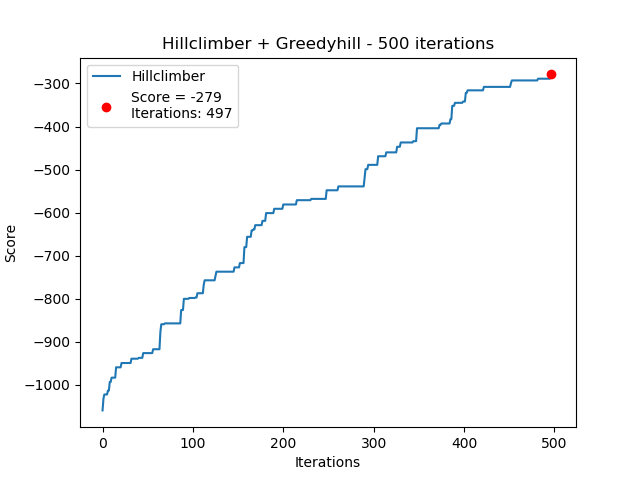 Hillclimber + Greedyhill - 500 iterations
Hillclimber
Score = -279
Iterations: 497
Score
−300
−400
−500
−600
−700
−800
−900
−1000
0 100 200 300 400 500
Iterations